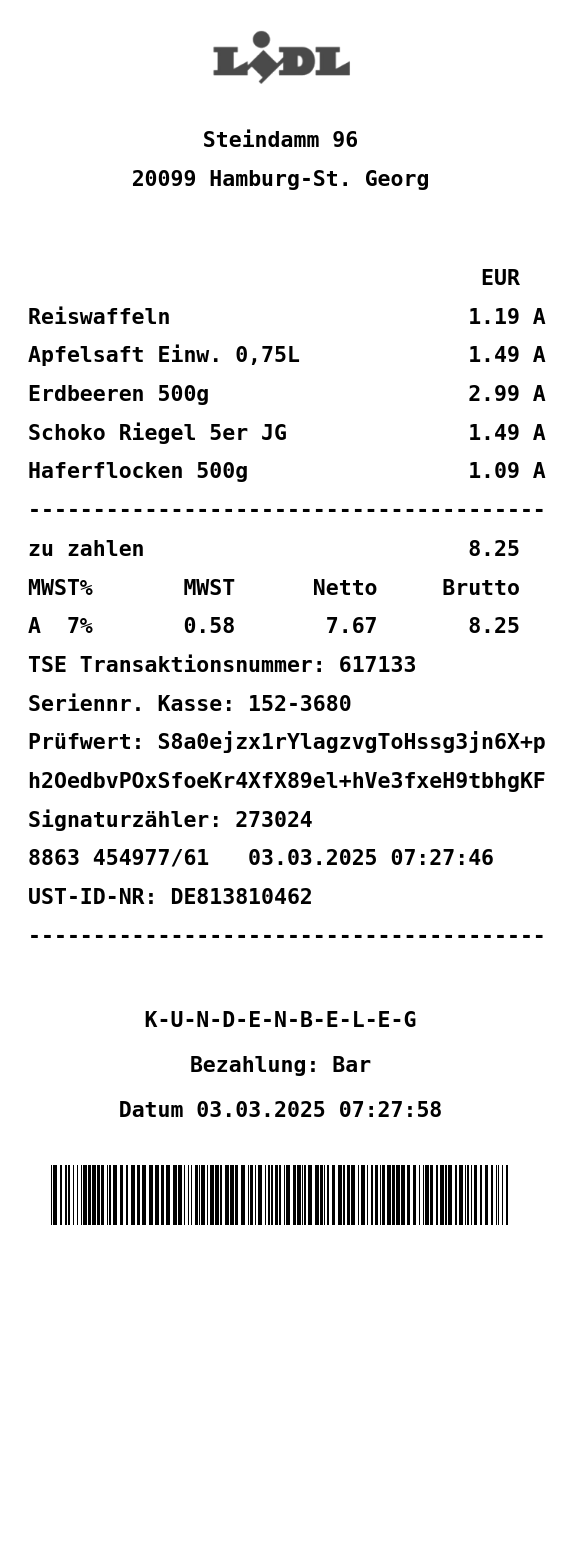 LIDL
Steindamm 96
20099 Hamburg-St. Georg
EUR
Reiswaffeln 1.19 A
Apfelsaft Einw. 0,75L 1.49 A
Erdbeeren 500g 2.99 A
Schoko Riegel 5er JG 1.49 A
Haferflocken 500g 1.09 A
----------------------------------------
zu zahlen 8.25
MWST% MWST Netto Brutto
A 7% 0.58 7.67 8.25
TSE Transaktionsnummer: 617133
Seriennr. Kasse: 152-3680
Prüfwert: S8a0ejzx1rYlagzvgToHssg3jn6X+p
h2OedbvPOxSfoeKr4XfX89el+hVe3fxeH9tbhgKF
Signaturzähler: 273024
8863 454977/61 03.03.2025 07:27:46
UST-ID-NR: DE813810462
----------------------------------------
K-U-N-D-E-N-B-E-L-E-G
Bezahlung: Bar
Datum 03.03.2025 07:27:58